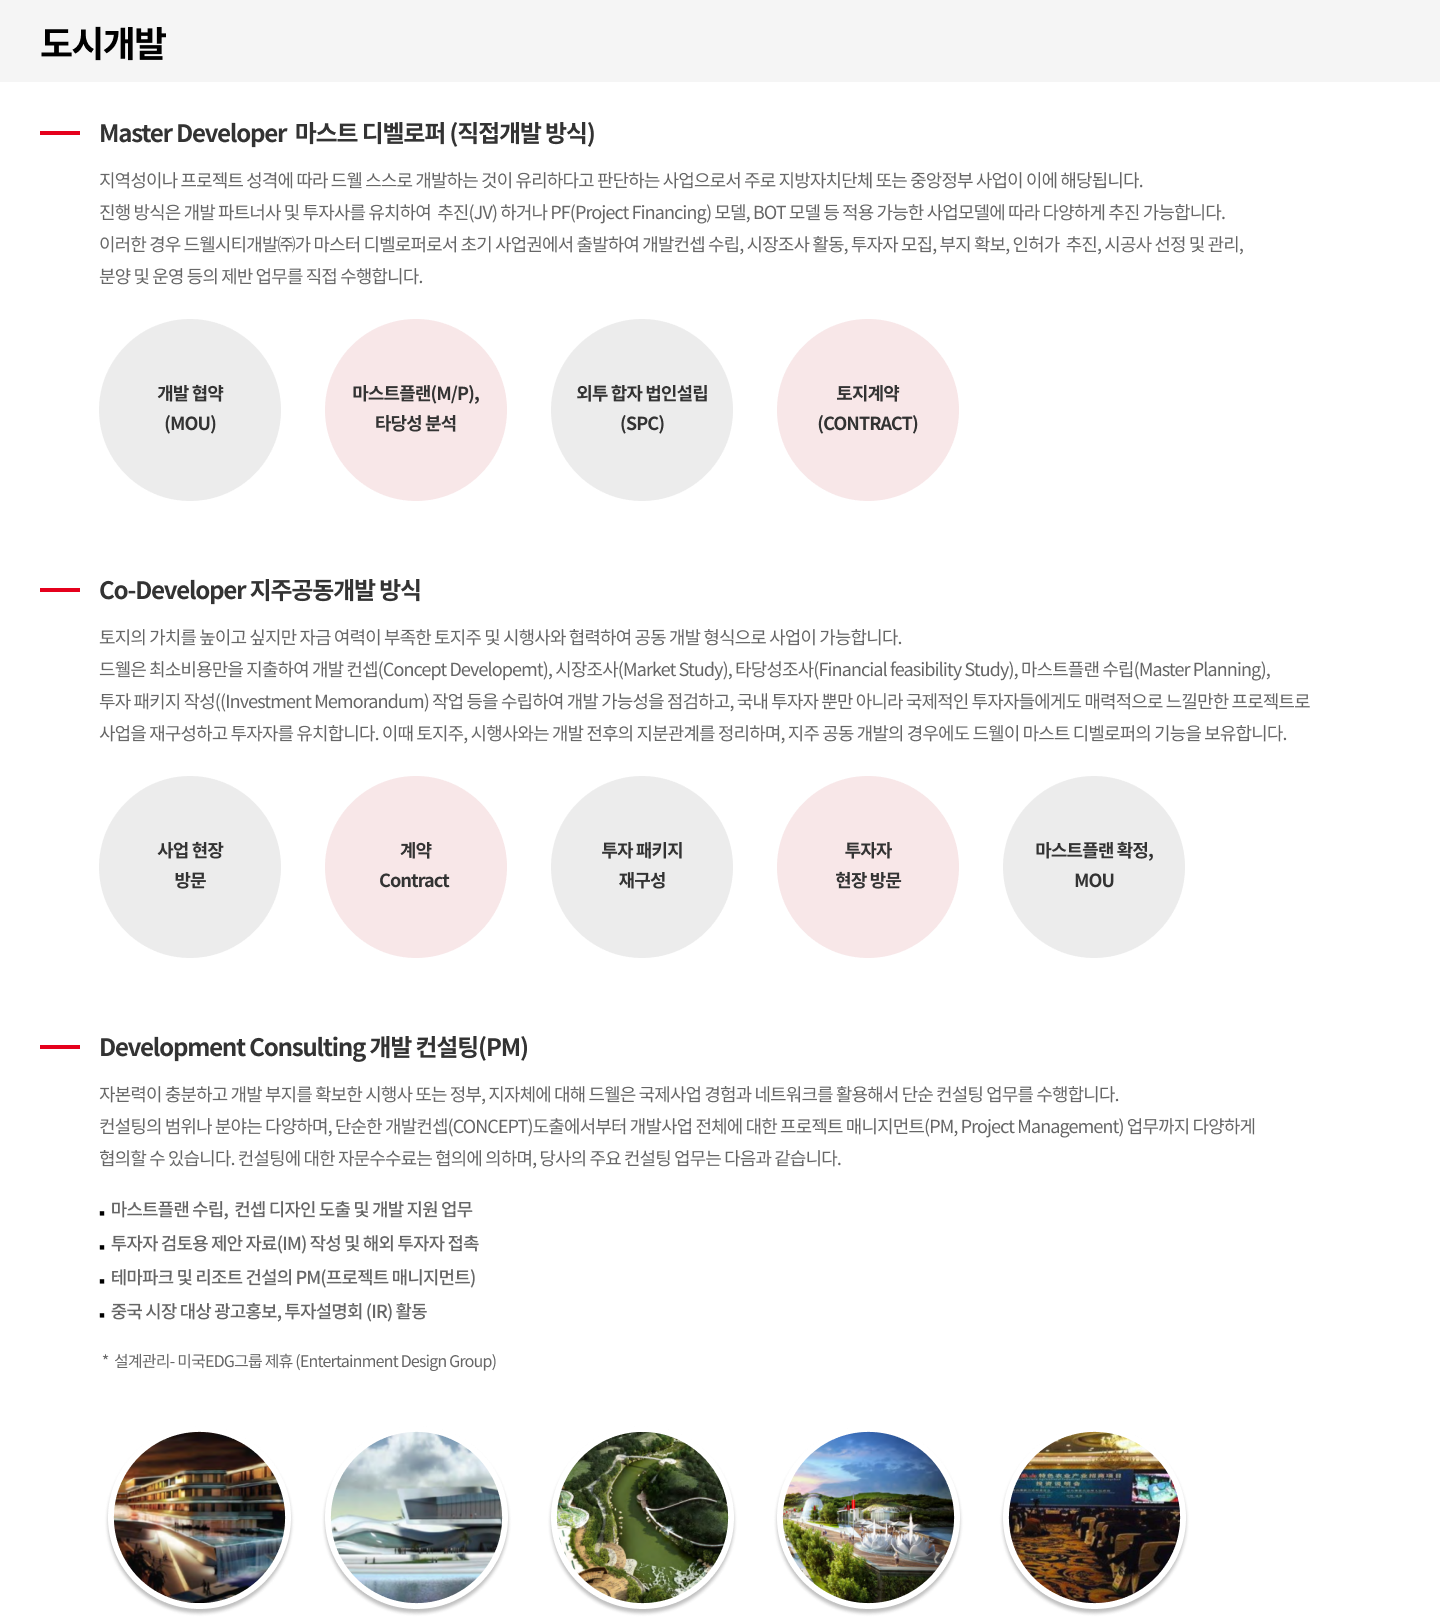 도시개발
Master Developer 마스트 디벨로퍼 (직접개발 방식)
지역성이나 프로젝트 성격에 따라 드웰 스스로 개발하는 것이 유리하다고 판단하는 사업으로서 주로 지방자치단체 또는 중앙정부 사업이 이에 해당됩니다.
진행 방식은 개발 파트너사 및 투자사를 유치하여 추진(JV) 하거나 PF(Project Financing) 모델, BOT 모델 등 적용 가능한 사업모델에 따라 다양하게 추진 가능합니다.
이러한 경우 드웰시티개발㈜가 마스터 디벨로퍼로서 초기 사업권에서 출발하여 개발컨셉 수립, 시장조사 활동, 투자자 모집, 부지 확보, 인허가 추진, 시공사 선정 및 관리,
분양 및 운영 등의 제반 업무를 직접 수행합니다.
개발 협약
(MOU)
마스트플랜(M/P),
타당성 분석
외투 합자 법인설립
(SPC)
토지계약
(CONTRACT)
Co-Developer 지주공동개발 방식
토지의 가치를 높이고 싶지만 자금 여력이 부족한 토지주 및 시행사와 협력하여 공동 개발 형식으로 사업이 가능합니다.
드웰은 최소비용만을 지출하여 개발 컨셉(Concept Developemt), 시장조사(Market Study), 타당성조사(Financial feasibility Study), 마스트플랜 수립(Master Planning),
투자 패키지 작성((Investment Memorandum) 작업 등을 수립하여 개발 가능성을 점검하고, 국내 투자자 뿐만 아니라 국제적인 투자자들에게도 매력적으로 느낄만한 프로젝트로
사업을 재구성하고 투자자를 유치합니다. 이때 토지주, 시행사와는 개발 전후의 지분관계를 정리하며, 지주 공동 개발의 경우에도 드웰이 마스트 디벨로퍼의 기능을 보유합니다.
사업 현장
방문
계약
Contract
투자 패키지
재구성
투자자
현장 방문
마스트플랜 확정,
MOU
Development Consulting 개발 컨설팅(PM)
자본력이 충분하고 개발 부지를 확보한 시행사 또는 정부, 지자체에 대해 드웰은 국제사업 경험과 네트워크를 활용해서 단순 컨설팅 업무를 수행합니다.
컨설팅의 범위나 분야는 다양하며, 단순한 개발컨셉(CONCEPT)도출에서부터 개발사업 전체에 대한 프로젝트 매니지먼트(PM, Project Management) 업무까지 다양하게
협의할 수 있습니다. 컨설팅에 대한 자문수수료는 협의에 의하며, 당사의 주요 컨설팅 업무는 다음과 같습니다.
▪ 마스트플랜 수립, 컨셉 디자인 도출 및 개발 지원 업무
▪ 투자자 검토용 제안 자료(IM) 작성 및 해외 투자자 접촉
▪ 테마파크 및 리조트 건설의 PM(프로젝트 매니지먼트)
▪ 중국 시장 대상 광고홍보, 투자설명회 (IR) 활동
* 설계관리- 미국EDG그룹 제휴 (Entertainment Design Group)